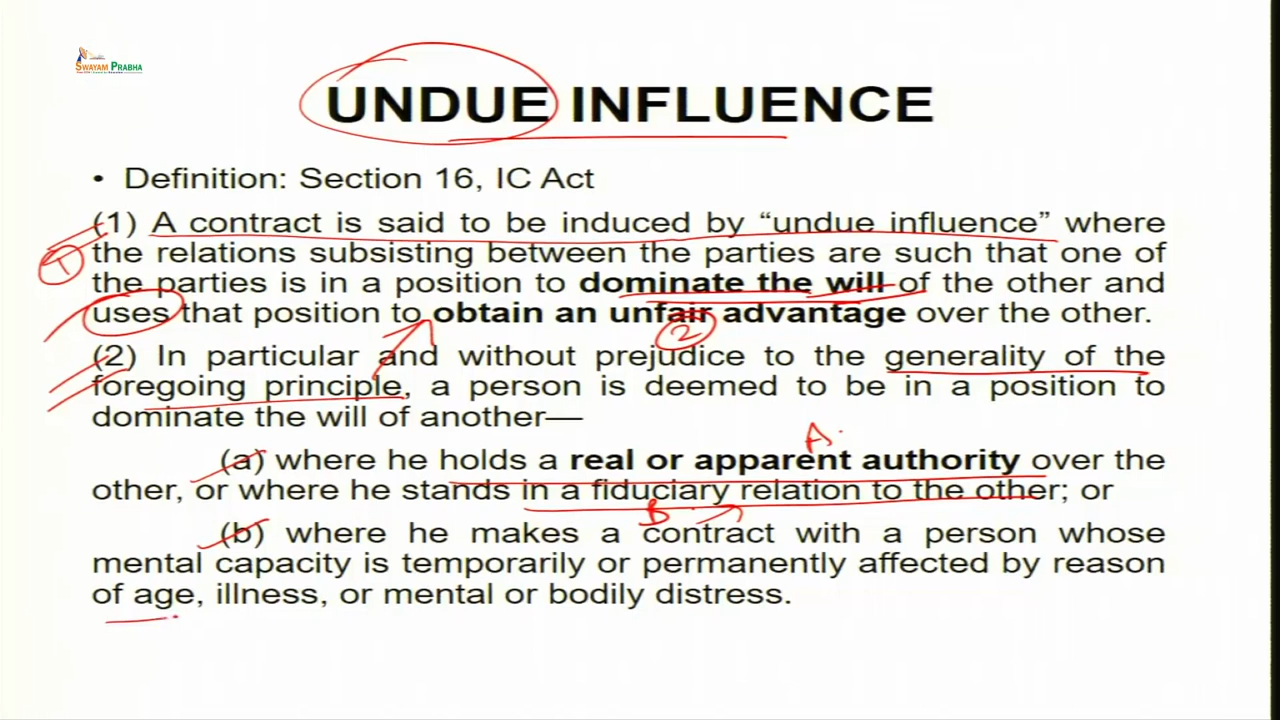 SWAYAM PRABHA
UNDUE INFLUENCE
• Definition: Section 16, IC Act
(1) A contract is said to be induced by “undue influence” where
the relations subsisting between the parties are such that one of
the parties is in a position to dominate the will of the other and
uses that position to obtain an unfair advantage over the other.
(2) In particular and without prejudice to the generality of the
foregoing principle, a person is deemed to be in a position to
dominate the will of another—
(a) where he holds a real or apparent authority over the
other, or where he stands in a fiduciary relation to the other; or
(b) where he makes a contract with a person whose
mental capacity is temporarily or permanently affected by reason
of age, illness, or mental or bodily distress.
1
2
A
B